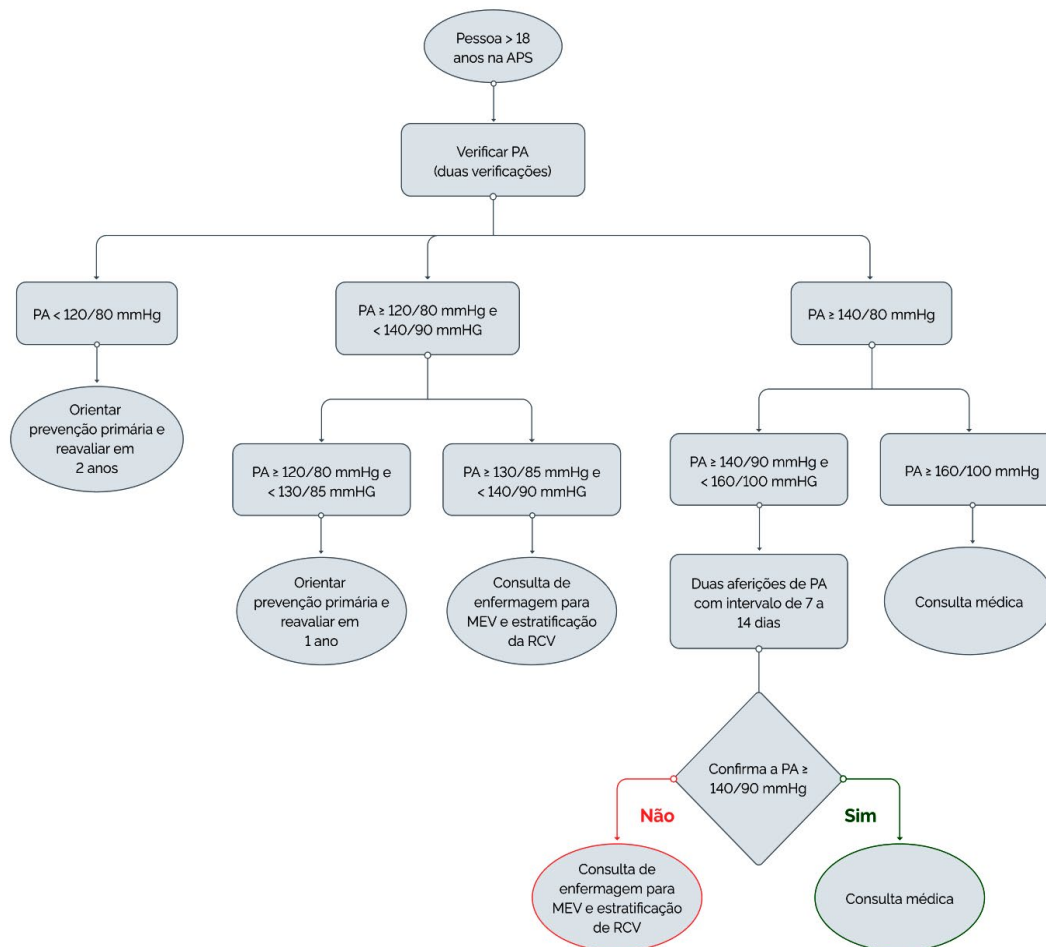 Pessoa > 18
anos na APS
Verificar PA
(duas verificações)
PA < 120/80 mmHg
PA ≥ 120/80 mmHg e
< 140/90 mmHG
PA ≥ 140/80 mmHg
Orientar
prevenção primária e
reavaliar em
2 anos
PA ≥ 120/80 mmHg e
< 130/85 mmHG
PA ≥ 130/85 mmHg e
< 140/90 mmHG
PA ≥ 140/90 mmHg e
< 160/100 mmHG
PA ≥ 160/100 mmHg
Orientar
prevenção primária e
reavaliar em
1 ano
Consulta de
enfermagem para
MEV e estratificação
da RCV
Duas aferições de PA
com intervalo de 7 a
14 dias
Consulta médica
Confirma a PA ≥
140/90 mmHg
Não
Sim
Consulta de
enfermagem para
MEV e estratificação
de RCV
Consulta médica